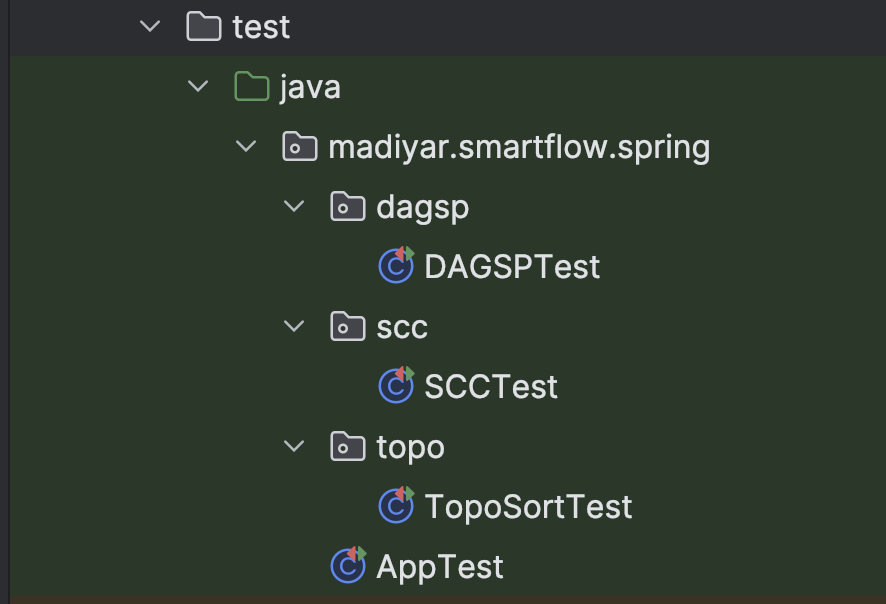 test
java
madiyar.smartflow.spring
dagsp
DAGSPTest
scc
SCCTest
topo
TopoSortTest
AppTest